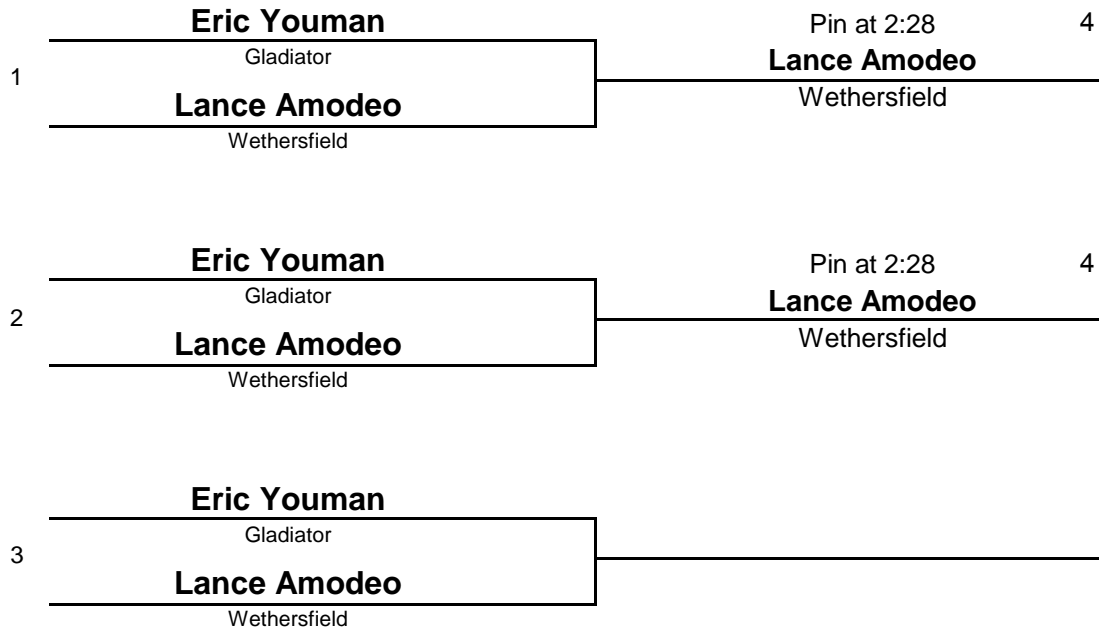 Eric Youman
Pin at 2:28 4
Gladiator
Lance Amodeo
1
Wethersfield
Lance Amodeo
Wethersfield
Eric Youman
Pin at 2:28 4
Gladiator
Lance Amodeo
2
Wethersfield
Lance Amodeo
Wethersfield
Eric Youman
Gladiator
3
Lance Amodeo
Wethersfield